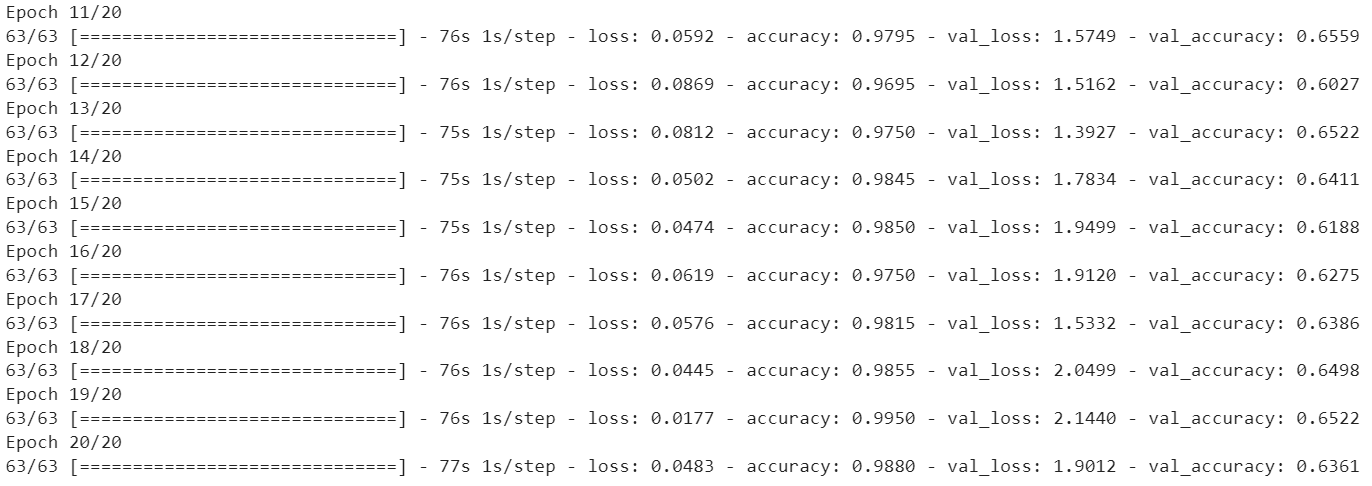 Epoch 11/20
63/63 [==============================] - 76s 1s/step - loss: 0.0592 - accuracy: 0.9795 - val_loss: 1.5749 - val_accuracy: 0.6559
Epoch 12/20
63/63 [==============================] - 76s 1s/step - loss: 0.0869 - accuracy: 0.9695 - val_loss: 1.5162 - val_accuracy: 0.6027
Epoch 13/20
63/63 [==============================] - 75s 1s/step - loss: 0.0812 - accuracy: 0.9750 - val_loss: 1.3927 - val_accuracy: 0.6522
Epoch 14/20
63/63 [==============================] - 75s 1s/step - loss: 0.0502 - accuracy: 0.9845 - val_loss: 1.7834 - val_accuracy: 0.6411
Epoch 15/20
63/63 [==============================] - 75s 1s/step - loss: 0.0474 - accuracy: 0.9850 - val_loss: 1.9499 - val_accuracy: 0.6188
Epoch 16/20
63/63 [==============================] - 76s 1s/step - loss: 0.0619 - accuracy: 0.9750 - val_loss: 1.9120 - val_accuracy: 0.6275
Epoch 17/20
63/63 [==============================] - 76s 1s/step - loss: 0.0576 - accuracy: 0.9815 - val_loss: 1.5332 - val_accuracy: 0.6386
Epoch 18/20
63/63 [==============================] - 76s 1s/step - loss: 0.0445 - accuracy: 0.9855 - val_loss: 2.0499 - val_accuracy: 0.6498
Epoch 19/20
63/63 [==============================] - 76s 1s/step - loss: 0.0177 - accuracy: 0.9950 - val_loss: 2.1440 - val_accuracy: 0.6522
Epoch 20/20
63/63 [==============================] - 77s 1s/step - loss: 0.0483 - accuracy: 0.9880 - val_loss: 1.9012 - val_accuracy: 0.6361